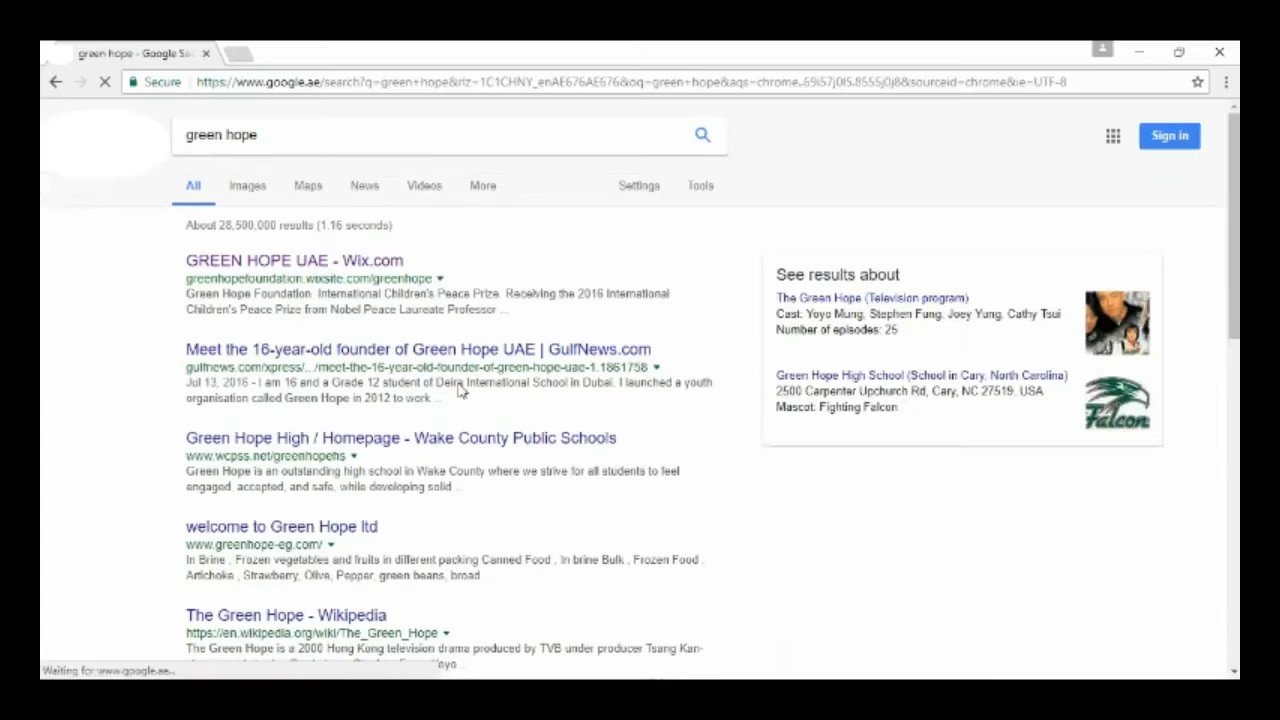 green hope - Google Se
Secure https://www.google.ae/search?q=green+hope&rlz=1C1CHNY_enAE676AE676&oq=green+hope&aqs=chrome..69i57j0l5.8555j0j8&sourceid=chrome&ie=UTF-8
green hope
Sign in
All Images Maps News Videos More Settings Tools
About 28,500,000 results (1.16 seconds)
GREEN HOPE UAE - Wix.com
greenhopefoundation.wixsite.com/greenhope
Green Hope Foundation. International Children's Peace Prize. Receiving the 2016 International
Children's Peace Prize from Nobel Peace Laureate Professor ...
Meet the 16-year-old founder of Green Hope UAE | GulfNews.com
gulfnews.com/xpress/.../meet-the-16-year-old-founder-of-green-hope-uae-1.1861758
Jul 13, 2016 - I am 16 and a Grade 12 student of Deira International School in Dubai. I launched a youth
organisation called Green Hope in 2012 to work ...
Green Hope High / Homepage - Wake County Public Schools
www.wcpss.net/greenhopehs
Green Hope is an outstanding high school in Wake County where we strive for all students to feel
engaged, accepted, and safe, while developing solid ...
welcome to Green Hope ltd
www.greenhope-eg.com/
In Brine , Frozen vegetables and fruits in different packing Canned Food , In brine Bulk , Frozen Food ,
Artichoke , Strawberry, Olive, Pepper, green beans, broad
The Green Hope - Wikipedia
https://en.wikipedia.org/wiki/The_Green_Hope
The Green Hope is a 2000 Hong Kong television drama produced by TVB under producer Tsang Kan-
See results about
The Green Hope (Television program)
Cast: Yoyo Mung, Stephen Fung, Joey Yung, Cathy Tsui
Number of episodes: 25
Green Hope High School (School in Cary, North Carolina)
2500 Carpenter Upchurch Rd, Cary, NC 27519, USA
Mascot: Fighting Falcon
Falcon
Waiting for www.google.ae...